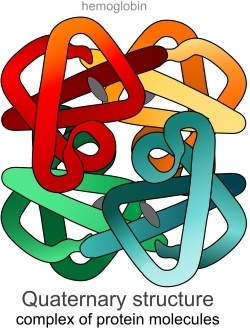 hemoglobin
Quaternary structure
complex of protein molecules